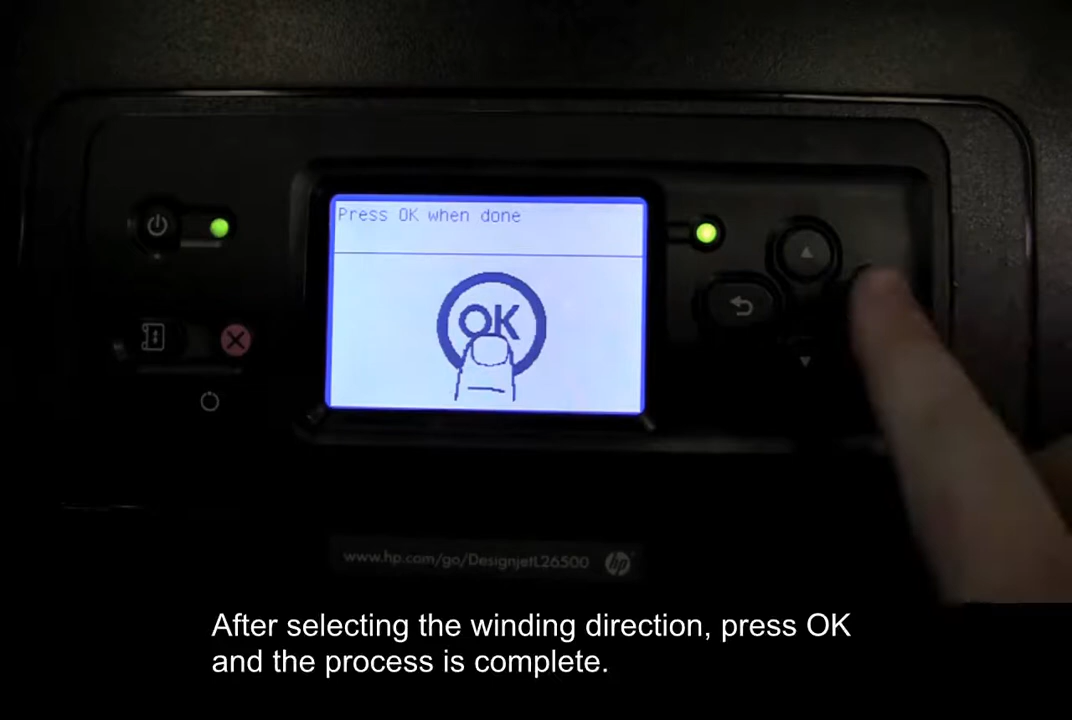 Press OK when done
OK
www.hp.com/go/DesignjetL26500 hp
After selecting the winding direction, press OK
and the process is complete.